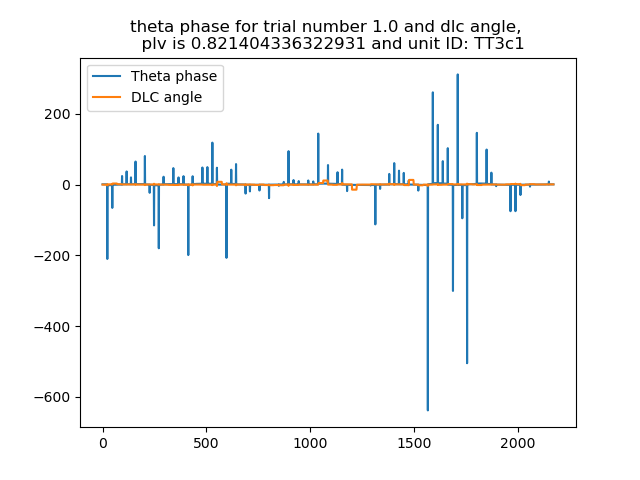 theta phase for trial number 1.0 and dlc angle,
plv is 0.821404336322931 and unit ID: TT3c1
Theta phase
DLC angle
200
0
−200
−400
−600
0
500
1000
1500
2000